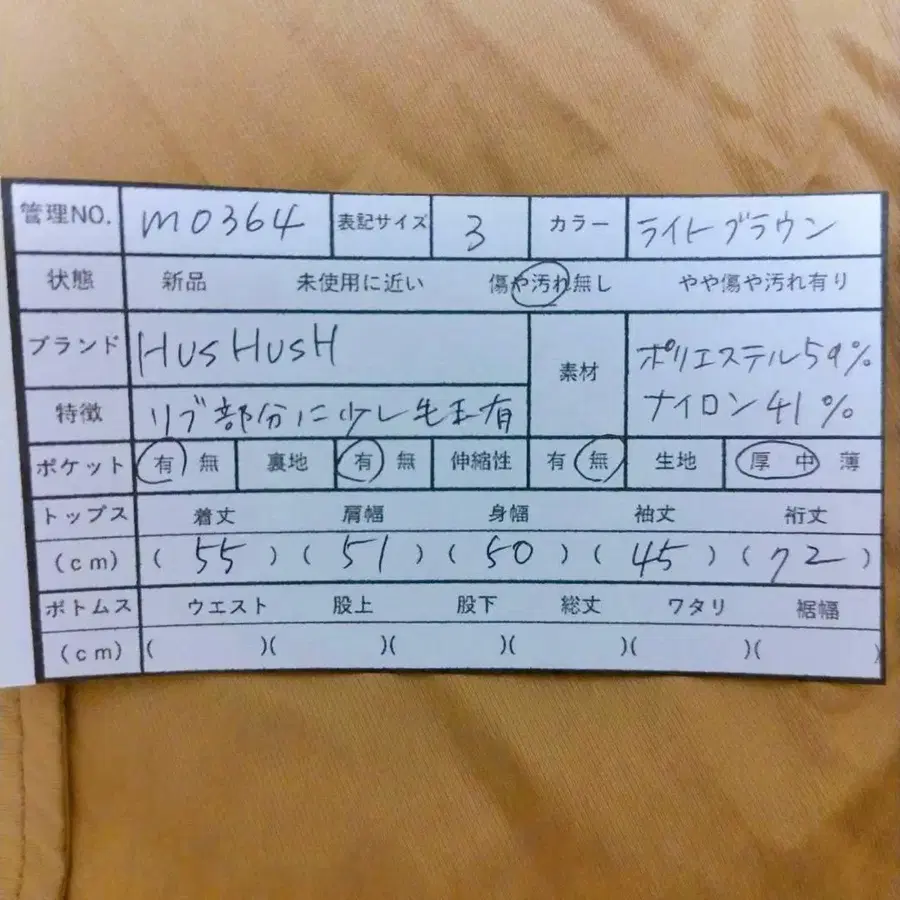 管理NO. m0364 表記サイズ 3 カラー ライトブラウン
状態 新品 未使用に近い 傷や汚れ無し やや傷や汚れ有り
ブランド HusHusH 素材 ポリエステル59% ナイロン41%
特徴 リブ部分に少し毛玉有
ポケット 有 無 裏地 有 無 伸縮性 有 無 生地 厚 中 薄
トップス 着丈 肩幅 身幅 袖丈 裄丈
(cm) (55) (51) (50) (45) (72)
ボトムス ウエスト 股上 股下 総丈 ワタリ 裾幅
(cm) ( )( )( )( )( )( )